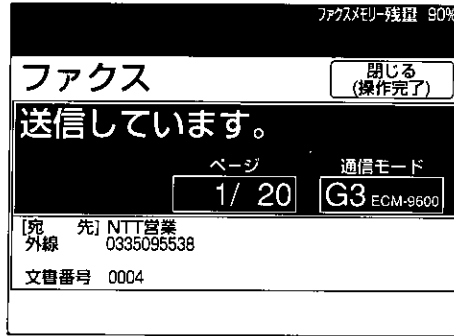 ファクスメモリー残量 90%
ファクス
閉じる
(操作完了)
送信しています。
ページ 通信モード
1/ 20 G3 ECM-9600
[宛 先] NTT営業
外線 0335095538
文書番号 0004